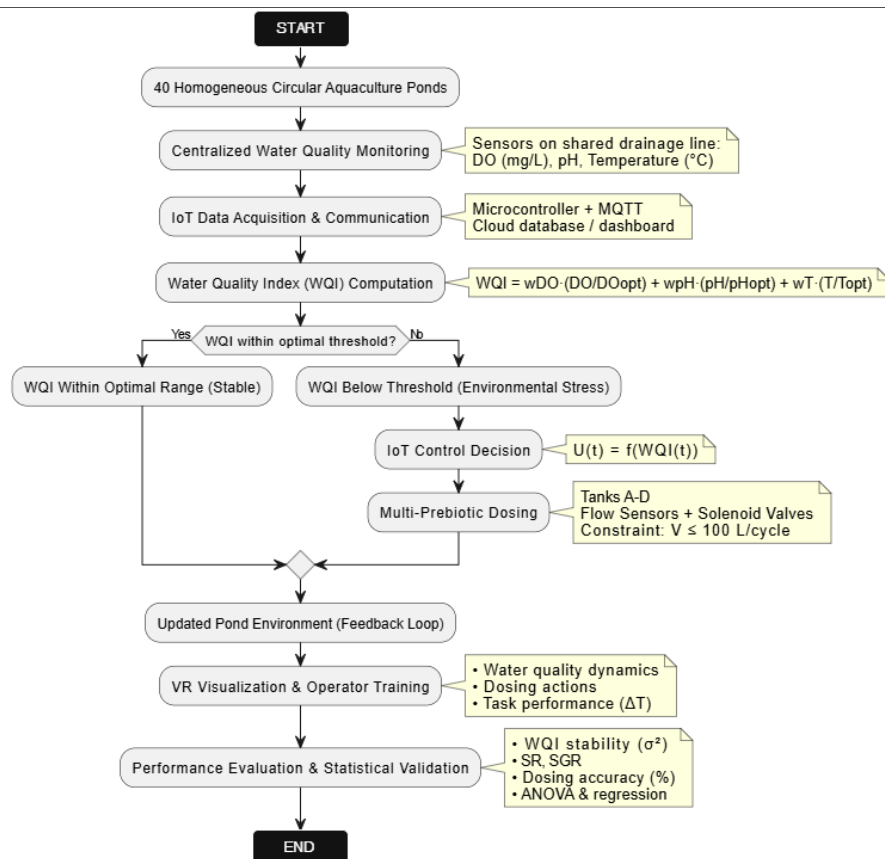 START
40 Homogeneous Circular Aquaculture Ponds
Centralized Water Quality Monitoring
Sensors on shared drainage line:
DO (mg/L), pH, Temperature (°C)
IoT Data Acquisition & Communication
Microcontroller + MQTT
Cloud database / dashboard
Water Quality Index (WQI) Computation
WQI = wDO·(DO/DOopt) + wpH·(pH/pHopt) + wT·(T/Topt)
Yes
WQI within optimal threshold?
No
WQI Within Optimal Range (Stable)
WQI Below Threshold (Environmental Stress)
IoT Control Decision
U(t) = f(WQI(t))
Multi-Prebiotic Dosing
Tanks A-D
Flow Sensors + Solenoid Valves
Constraint: V ≤ 100 L/cycle
Updated Pond Environment (Feedback Loop)
VR Visualization & Operator Training
• Water quality dynamics
• Dosing actions
• Task performance (ΔT)
Performance Evaluation & Statistical Validation
• WQI stability (σ²)
• SR, SGR
• Dosing accuracy (%)
• ANOVA & regression
END